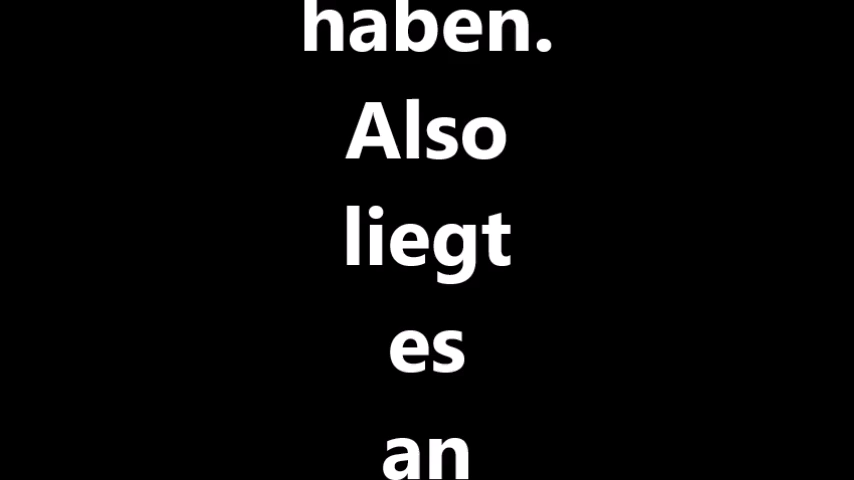 haben.
Also
liegt
es
an